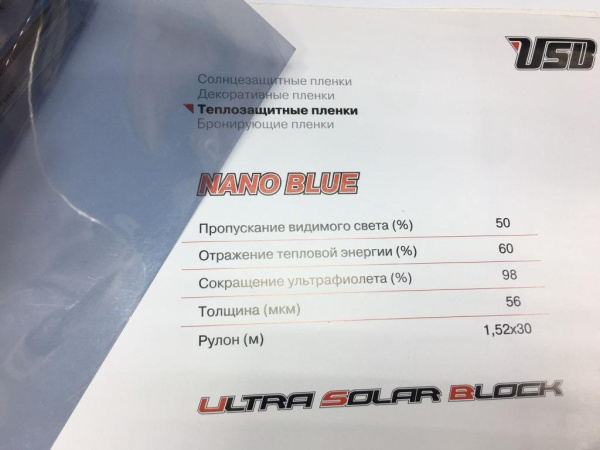 USB
Солнцезащитные пленки
Декоративные пленки
Теплозащитные пленки
Бронирующие пленки
NANO BLUE
Пропускание видимого света (%) 50
Отражение тепловой энергии (%) 60
Сокращение ультрафиолета (%) 98
Толщина (мкм) 56
Рулон (м) 1,52x30
ULTRA SOLAR BLOCK